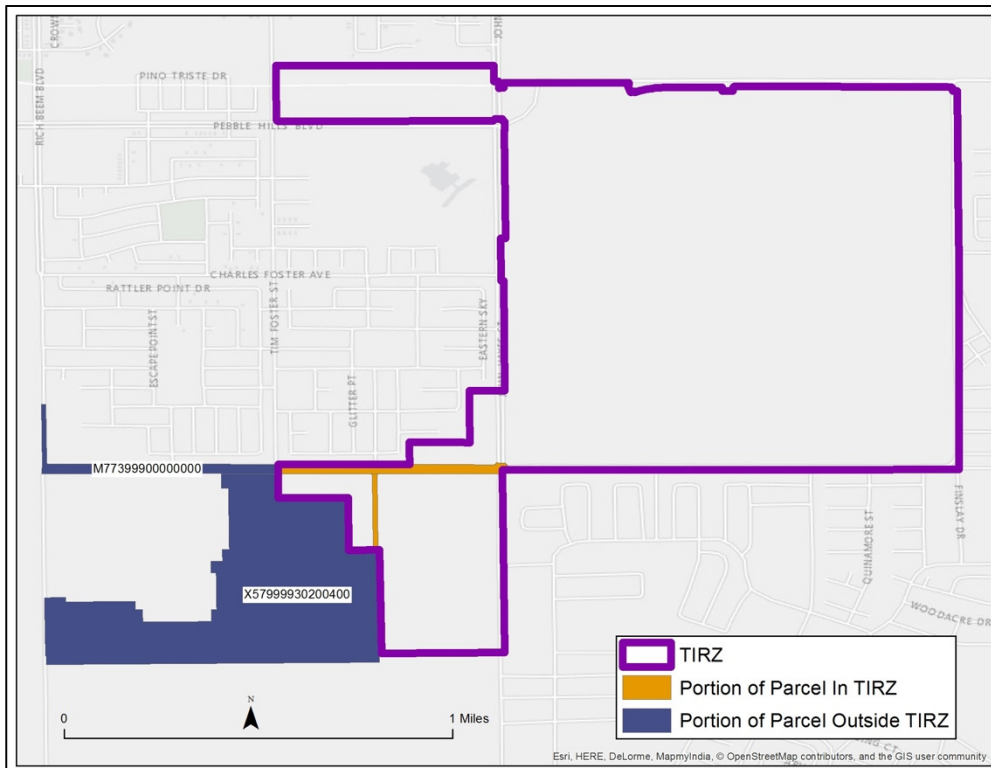 CROWS
JOHN
PINO TRISTE DR
RICH BEEM BLVD
PEBBLE HILLS BLVD
CHARLES FOSTER AVE
RATTLER POINT DR
TIM FOSTER ST
EASTERN SKY
ESCAPE POINT ST
GLITTER PT
M77399900000000
FINSLAY DR
QUINAMORE ST
X57999930200400
WOODACRE DR
TIRZ
Portion of Parcel In TIRZ
Portion of Parcel Outside TIRZ
N
0 1 Miles
Esri, HERE, DeLorme, MapmyIndia, © OpenStreetMap contributors, and the GIS user community